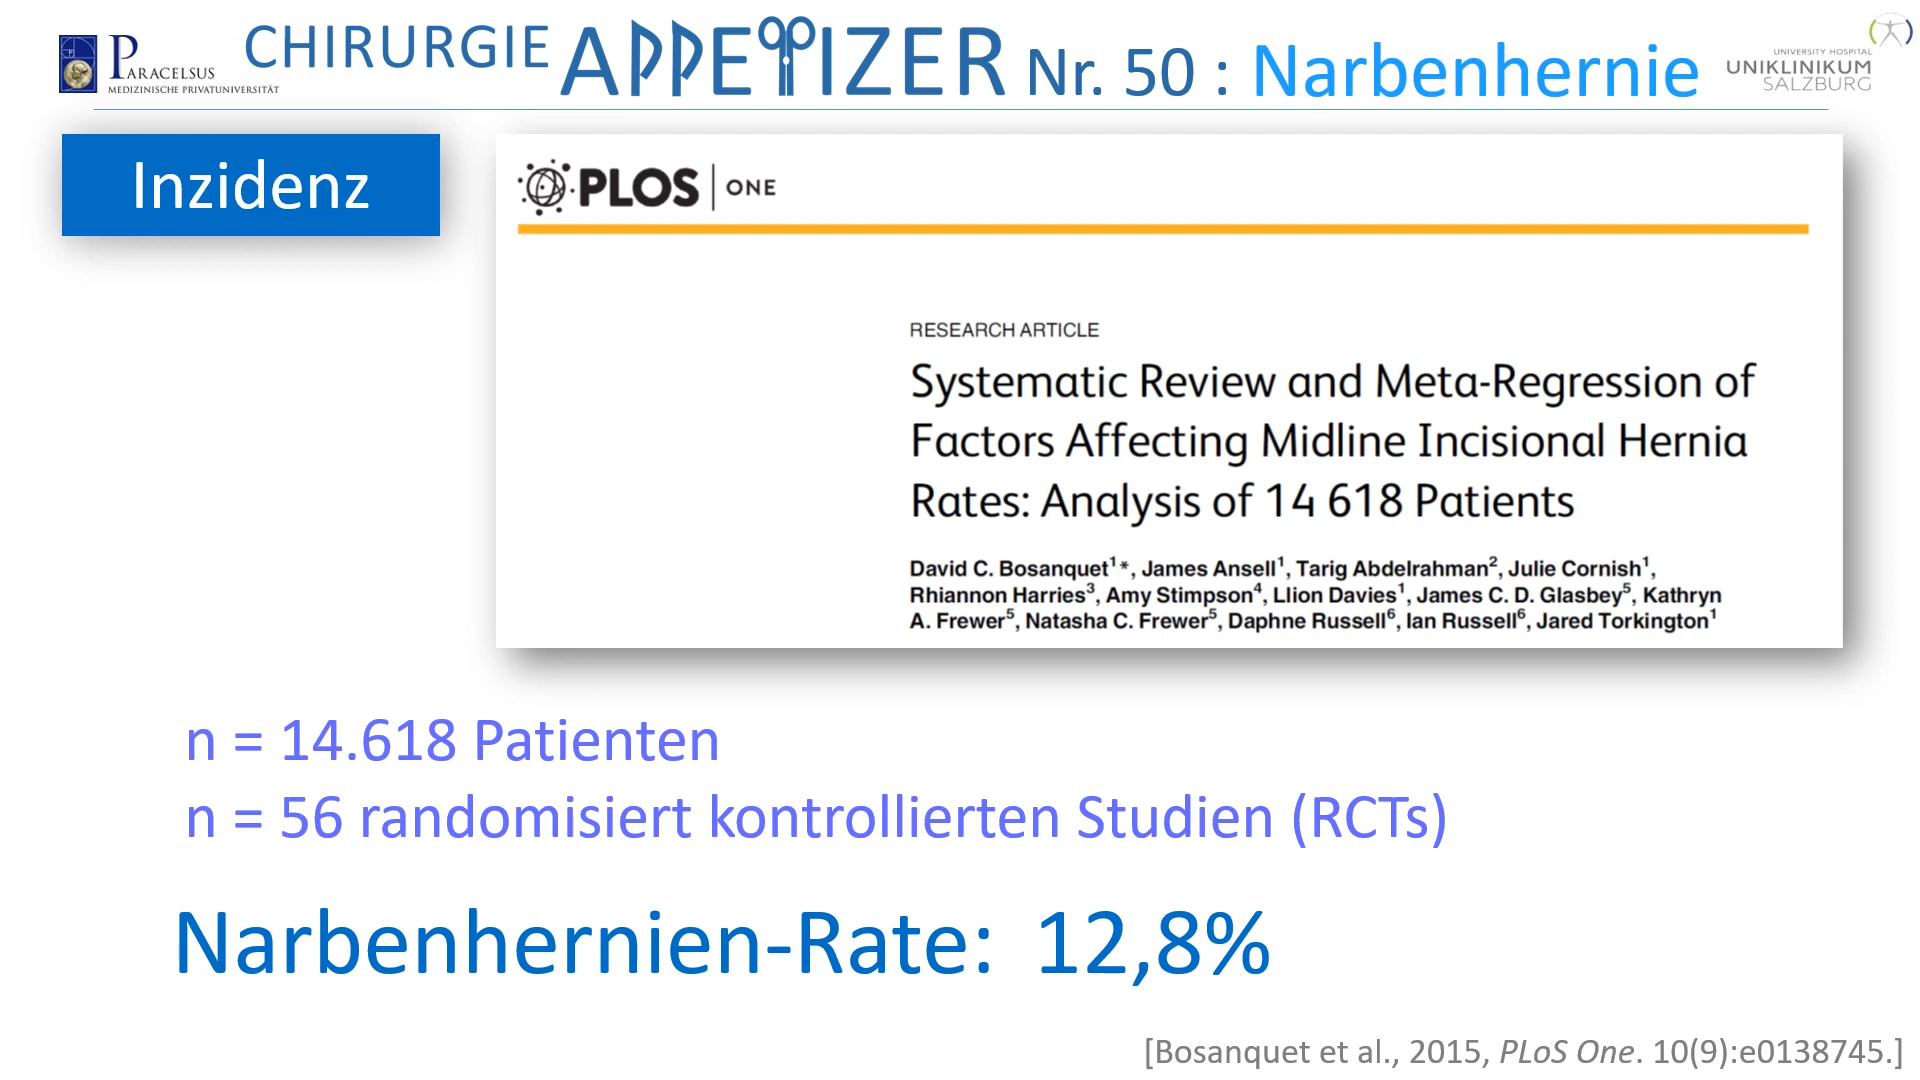 PARACELSUS
MEDIZINISCHE PRIVATUNIVERSITÄT
CHIRURGIE APPETIZER Nr. 50 : Narbenhernie
UNIVERSITY HOSPITAL
UNIKLINIKUM
SALZBURG
Inzidenz
PLOS | ONE
RESEARCH ARTICLE
Systematic Review and Meta-Regression of
Factors Affecting Midline Incisional Hernia
Rates: Analysis of 14 618 Patients
David C. Bosanquet¹*, James Ansell¹, Tarig Abdelrahman², Julie Cornish¹,
Rhiannon Harries³, Amy Stimpson⁴, Llion Davies¹, James C. D. Glasbey⁵, Kathryn
A. Frewer⁵, Natasha C. Frewer⁵, Daphne Russell⁶, Ian Russell⁶, Jared Torkington¹
n = 14.618 Patienten
n = 56 randomisiert kontrollierten Studien (RCTs)
Narbenhernien-Rate: 12,8%
[Bosanquet et al., 2015, PLoS One. 10(9):e0138745.]